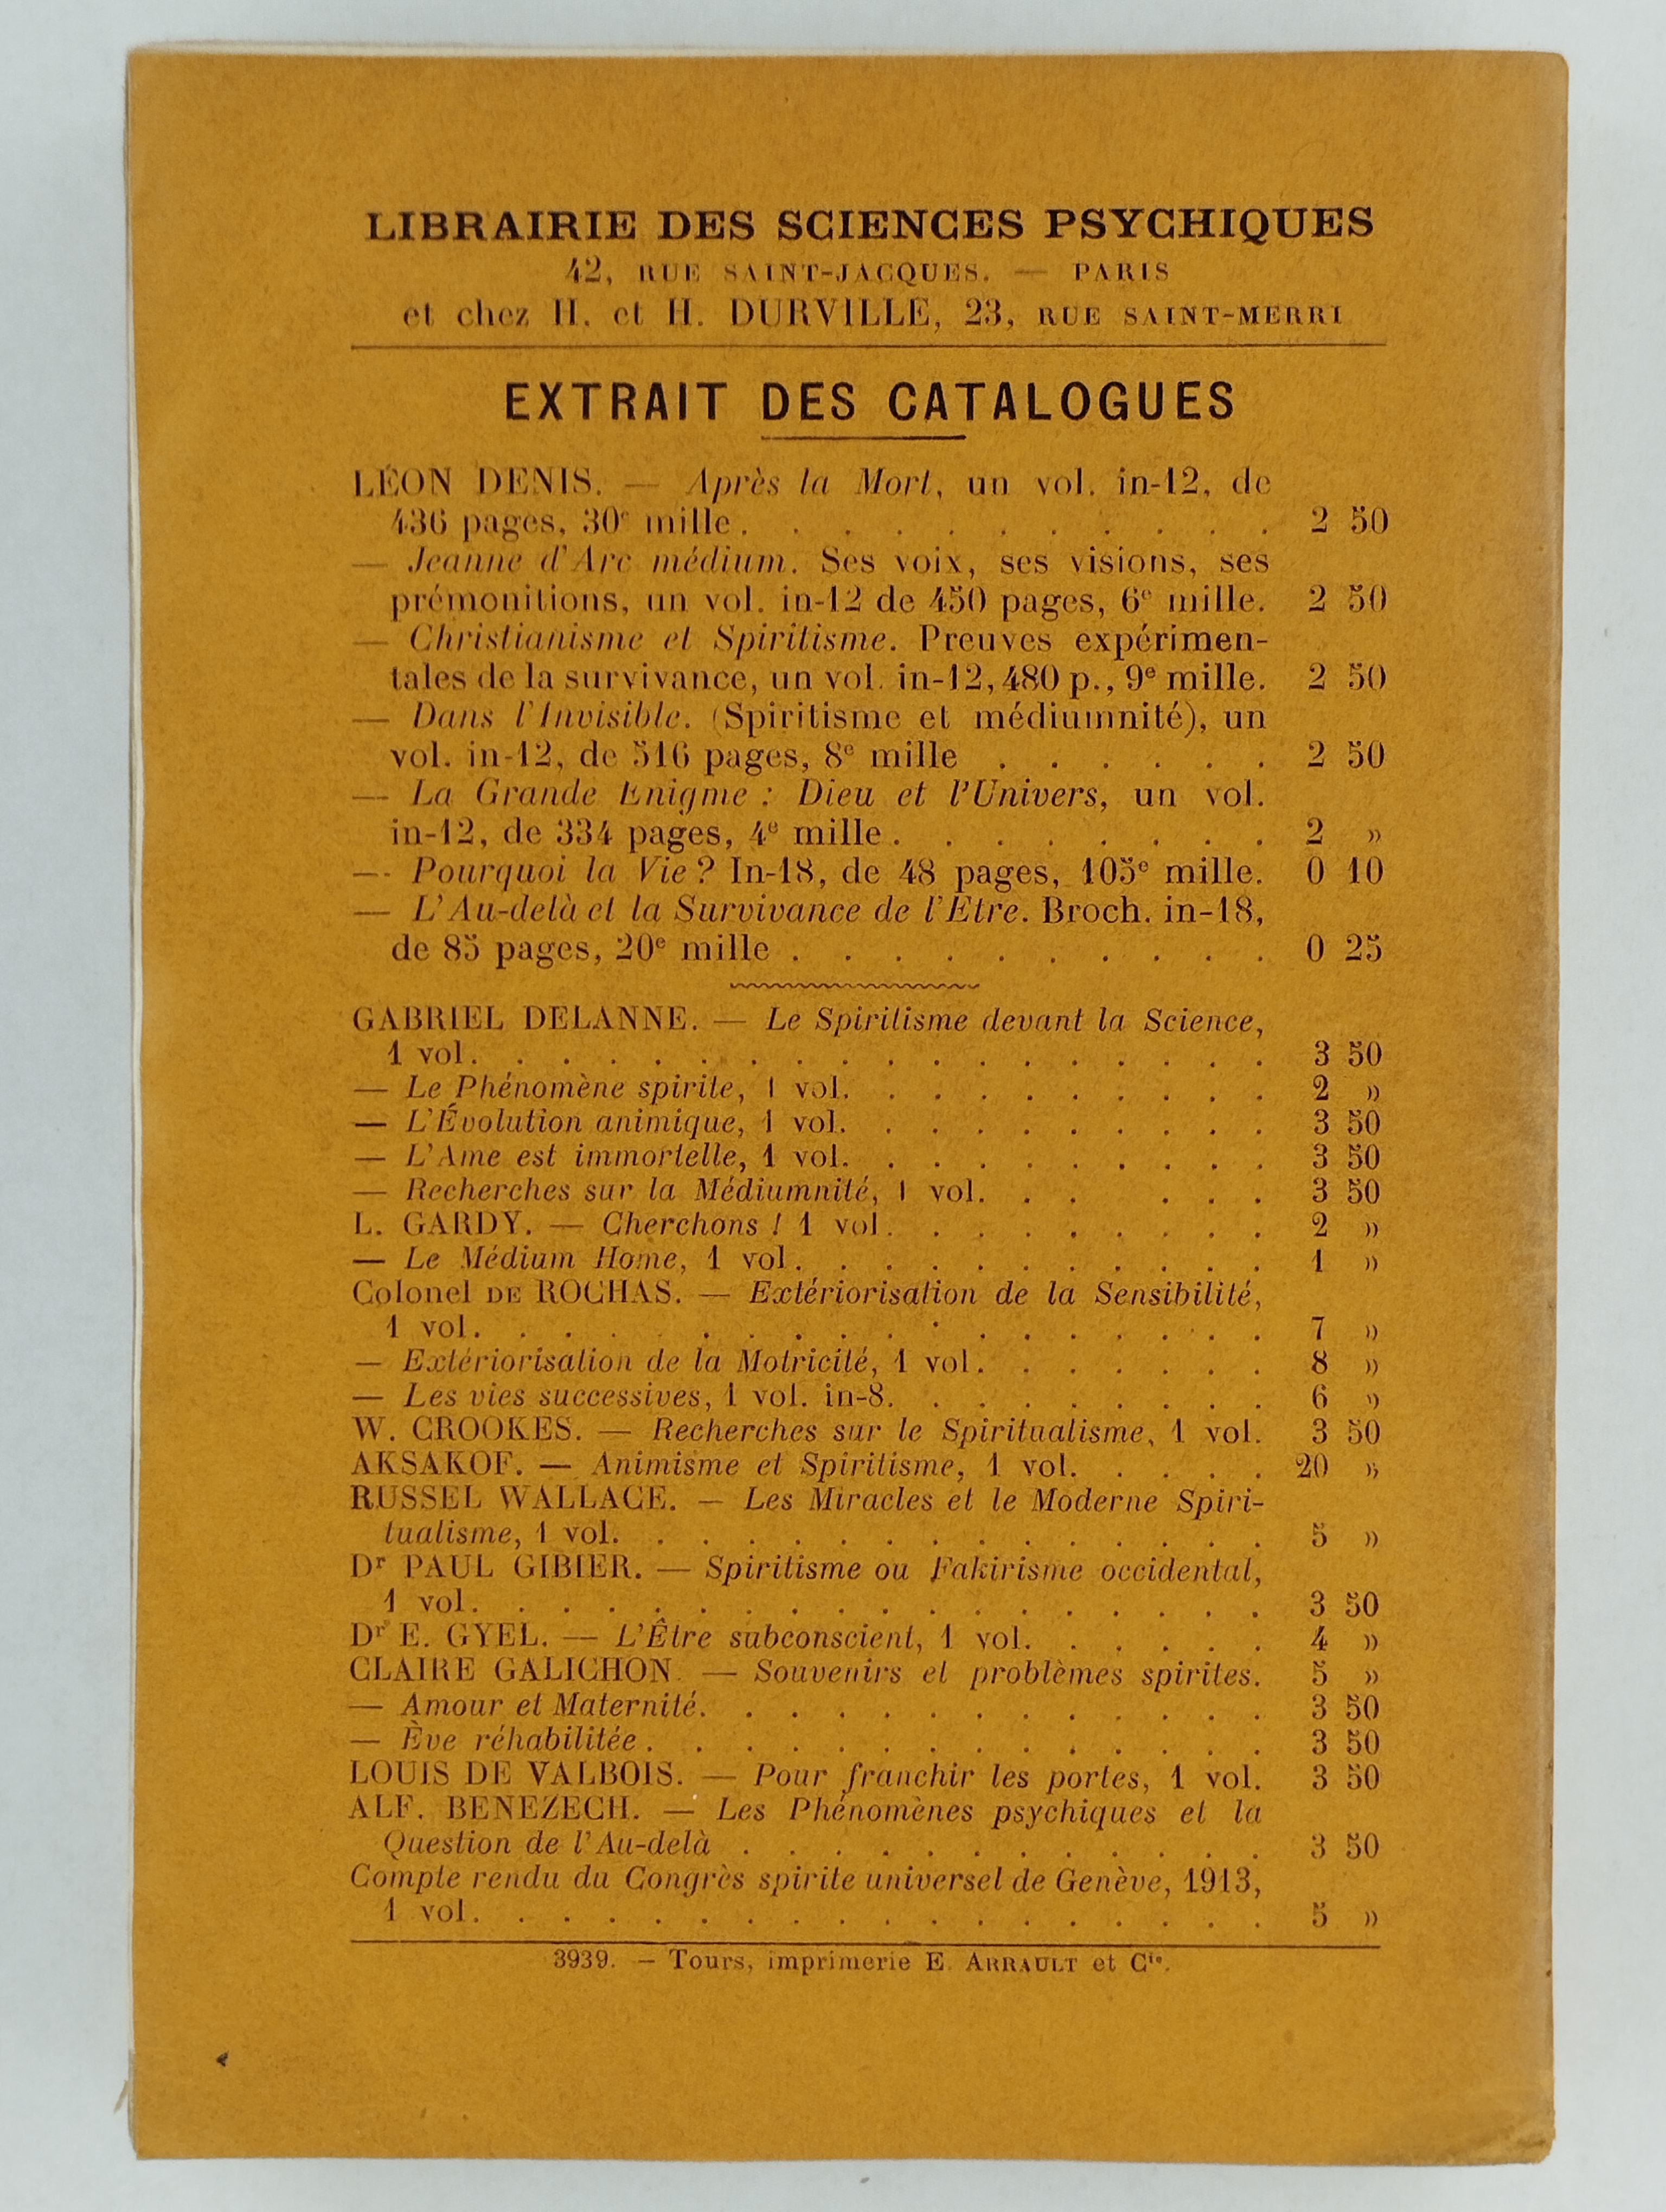 LIBRAIRIE DES SCIENCES PSYCHIQUES
42, RUE SAINT-JACQUES. — PARIS
et chez H. et H. DURVILLE, 23, RUE SAINT-MERRI
EXTRAIT DES CATALOGUES
LÉON DENIS. — Après la Mort, un vol. in-12, de
436 pages, 30e mille . . . . . . . . . . . 2 50
— Jeanne d'Arc médium. Ses voix, ses visions, ses
prémonitions, un vol. in-12 de 450 pages, 6e mille. 2 50
— Christianisme et Spiritisme. Preuves expérimen-
tales de la survivance, un vol. in-12, 480 p., 9e mille. 2 50
— Dans l'Invisible. (Spiritisme et médiumnité), un
vol. in-12, de 516 pages, 8e mille . . . . . . 2 50
— La Grande Enigme : Dieu et l'Univers, un vol.
in-12, de 334 pages, 4e mille . . . . . . . . 2 »
— Pourquoi la Vie ? In-18, de 48 pages, 105e mille. 0 10
— L'Au-delà et la Survivance de l'Etre. Broch. in-18,
de 85 pages, 20e mille . . . . . . . . . . 0 25
GABRIEL DELANNE. — Le Spiritisme devant la Science,
1 vol. . . . . . . . . . . . . . . . . . 3 50
— Le Phénomène spirite, 1 vol. . . . . . . . . . 2 »
— L'Évolution animique, 1 vol. . . . . . . . . . 3 50
— L'Ame est immortelle, 1 vol. . . . . . . . . . 3 50
— Recherches sur la Médiumnité, 1 vol. . . . . . 3 50
L. GARDY. — Cherchons ! 1 vol. . . . . . . . . 2 »
— Le Médium Home, 1 vol. . . . . . . . . . . 1 »
Colonel DE ROCHAS. — Extériorisation de la Sensibilité,
1 vol. . . . . . . . . . . . . . . . . . 7 »
— Extériorisation de la Motricité, 1 vol. . . . . . . 8 »
— Les vies successives, 1 vol. in-8. . . . . . . . . 6 »
W. CROOKES. — Recherches sur le Spiritualisme, 1 vol. 3 50
AKSAKOF. — Animisme et Spiritisme, 1 vol. . . . . 20 »
RUSSEL WALLACE. — Les Miracles et le Moderne Spiri-
tualisme, 1 vol. . . . . . . . . . . . . . . 5 »
Dr PAUL GIBIER. — Spiritisme ou Fakirisme occidental,
1 vol. . . . . . . . . . . . . . . . . . 3 50
Dr E. GYEL. — L'Être subconscient, 1 vol. . . . . . 4 »
CLAIRE GALICHON. — Souvenirs et problèmes spirites. 5 »
— Amour et Maternité. . . . . . . . . . . . . 3 50
— Ève réhabilitée . . . . . . . . . . . . . . 3 50
LOUIS DE VALBOIS. — Pour franchir les portes, 1 vol. 3 50
ALF. BENEZECH. — Les Phénomènes psychiques et la
Question de l'Au-delà . . . . . . . . . . . . 3 50
Compte rendu du Congrès spirite universel de Genève, 1913,
1 vol. . . . . . . . . . . . . . . . . . 5 »
3939. — Tours, imprimerie E. ARRAULT et Cie.